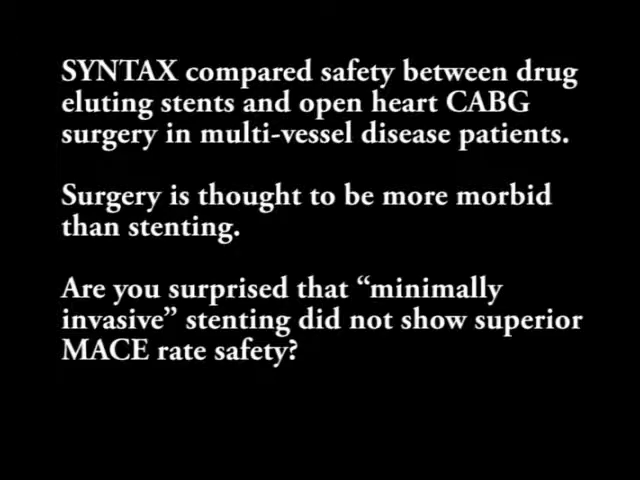 SYNTAX compared safety between drug
eluting stents and open heart CABG
surgery in multi-vessel disease patients.
Surgery is thought to be more morbid
than stenting.
Are you surprised that “minimally
invasive” stenting did not show superior
MACE rate safety?